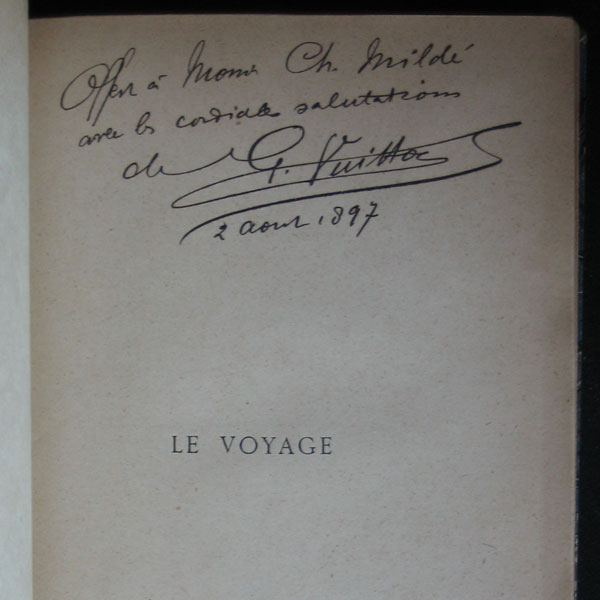 Offert à Monsr Ch. Mildé
avec les cordiales salutations
de G. Vuitton
2 aout 1897
LE VOYAGE